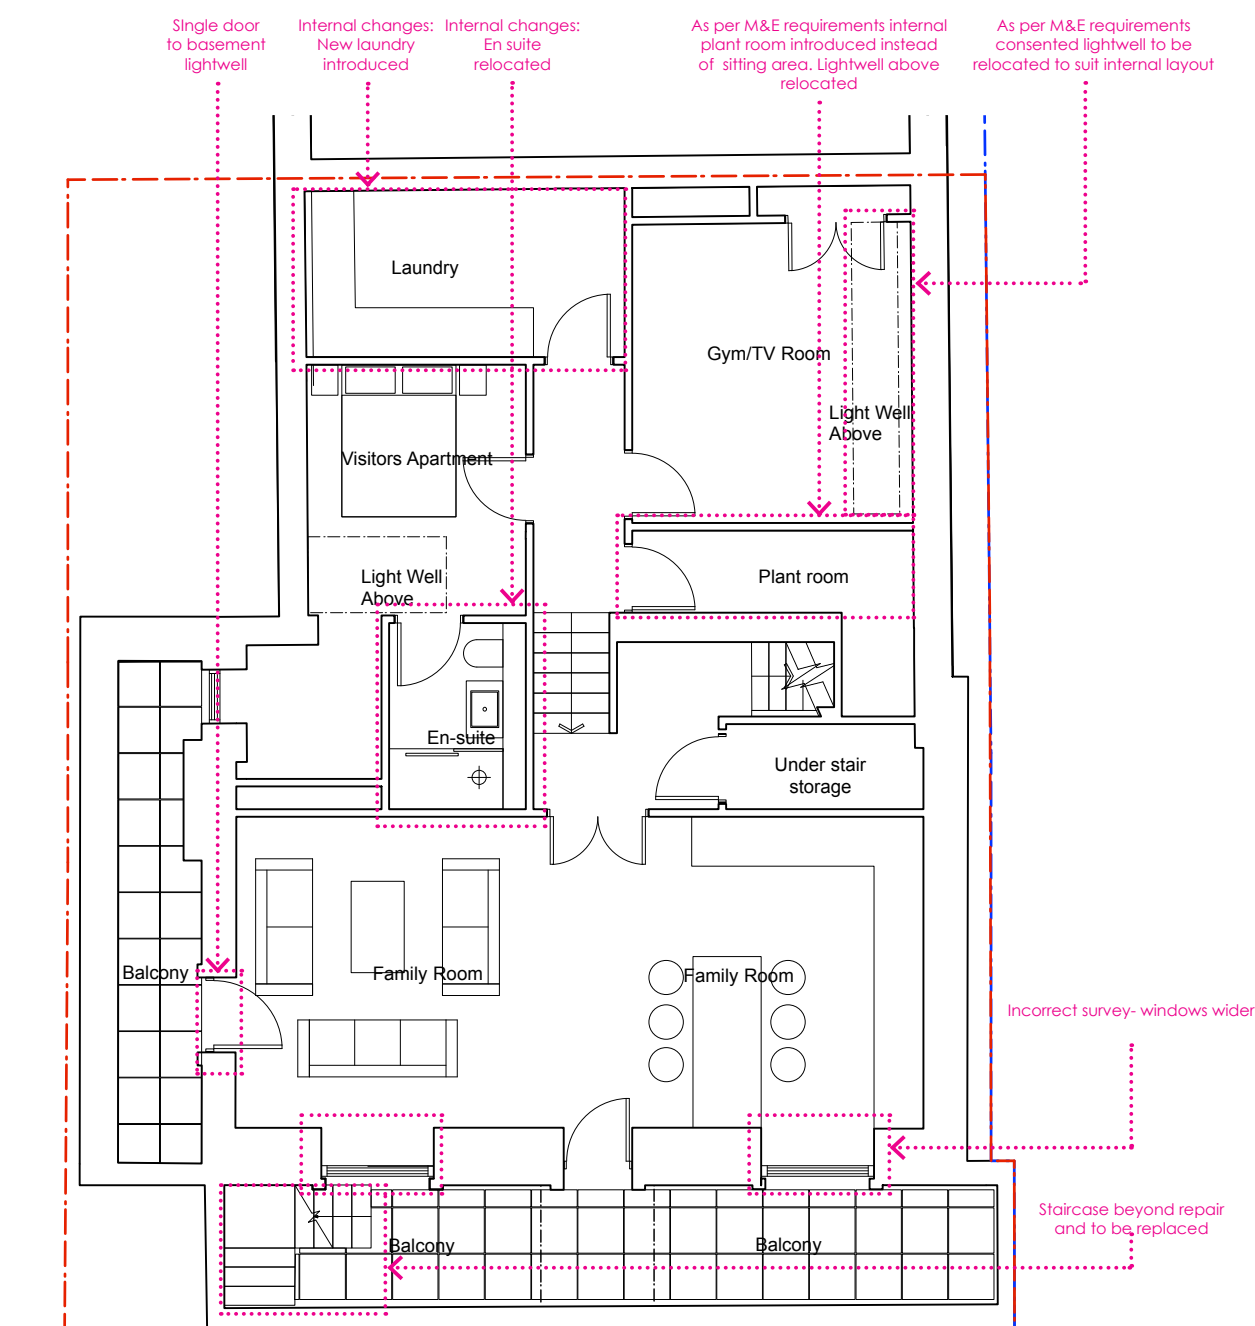 SIngle door
to basement
lightwell
Internal changes:
New laundry
introduced
Internal changes:
En suite
relocated
As per M&E requirements internal
plant room introduced instead
of sitting area. Lightwell above
relocated
As per M&E requirements
consented lightwell to be
relocated to suit internal layout
Laundry
Gym/TV Room
Light Well
Above
Visitors Apartment
Light Well
Above
Plant room
En-suite
Under stair
storage
Balcony
Family Room
Family Room
Incorrect survey- windows wider
Staircase beyond repair
and to be replaced
Balcony
Balcony